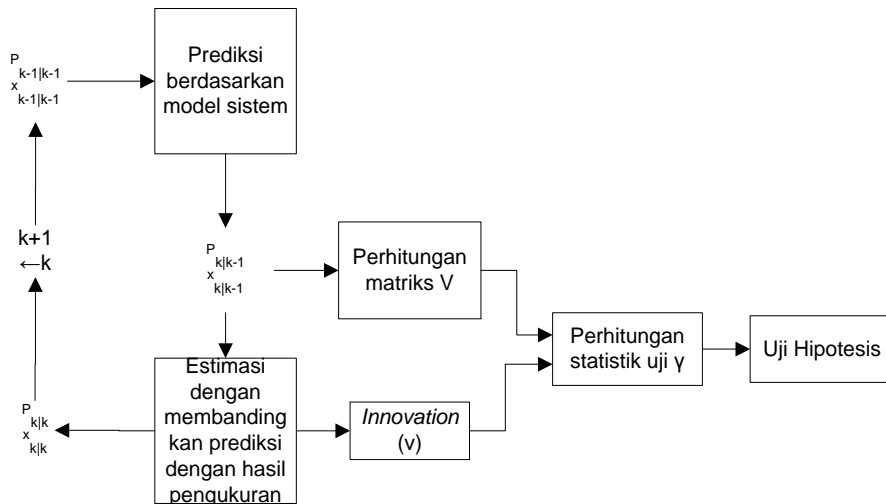 P k-1|k-1
x k-1|k-1
Prediksi
berdasarkan
model sistem
k+1
←k
P k|k-1
x k|k-1
Perhitungan
matriks V
Perhitungan
statistik uji γ
Uji Hipotesis
P k|k
x k|k
Estimasi
dengan
membanding
kan prediksi
dengan hasil
pengukuran
Innovation
(v)